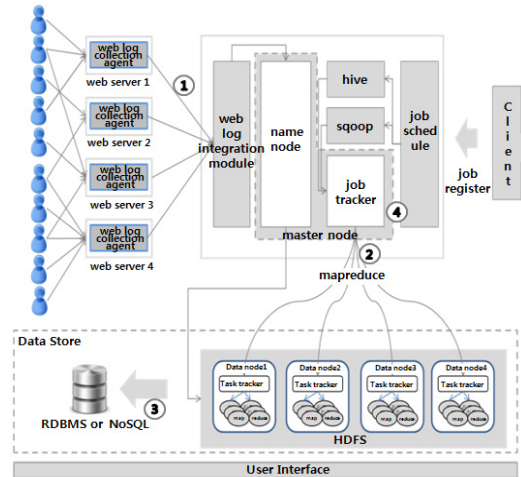 web log
collection
agent
web server 1
web log
collection
agent
web server 2
web log
collection
agent
web server 3
web log
collection
agent
web server 4
①
web
log
integration
module
name
node
hive
sqoop
job
tracker
④
master node
job
sched
ule
job
register
Client
②
mapreduce
Data Store
③
RDBMS or NoSQL
Data node1
Task tracker
map
reduce
Data node2
Task tracker
map
reduce
Data node3
Task tracker
map
reduce
Data node4
Task tracker
map
reduce
HDFS
User Interface